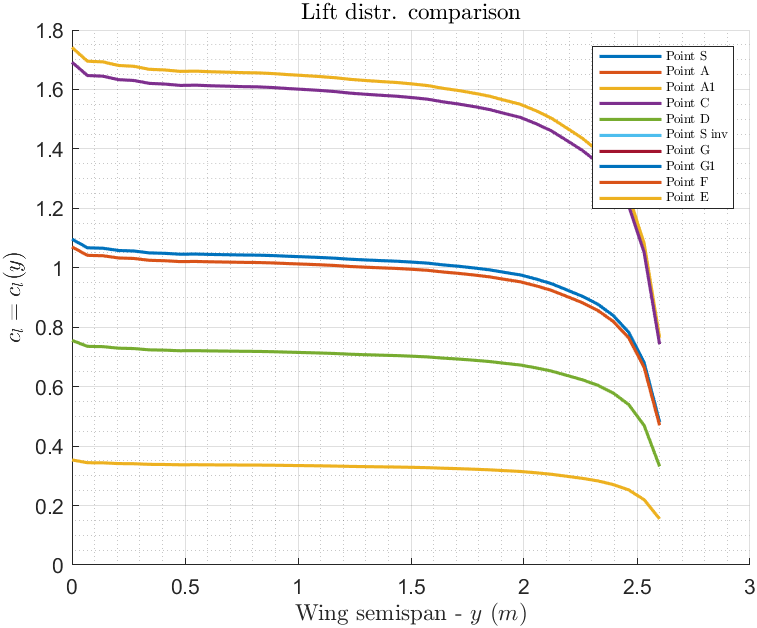 Lift distr. comparison
1.8
1.6
1.4
1.2
1
0.8
0.6
0.4
0.2
0
c_l = c_l(y)
Point S
Point A
Point A1
Point C
Point D
Point S inv
Point G
Point G1
Point F
Point E
0 0.5 1 1.5 2 2.5 3
Wing semispan - y (m)